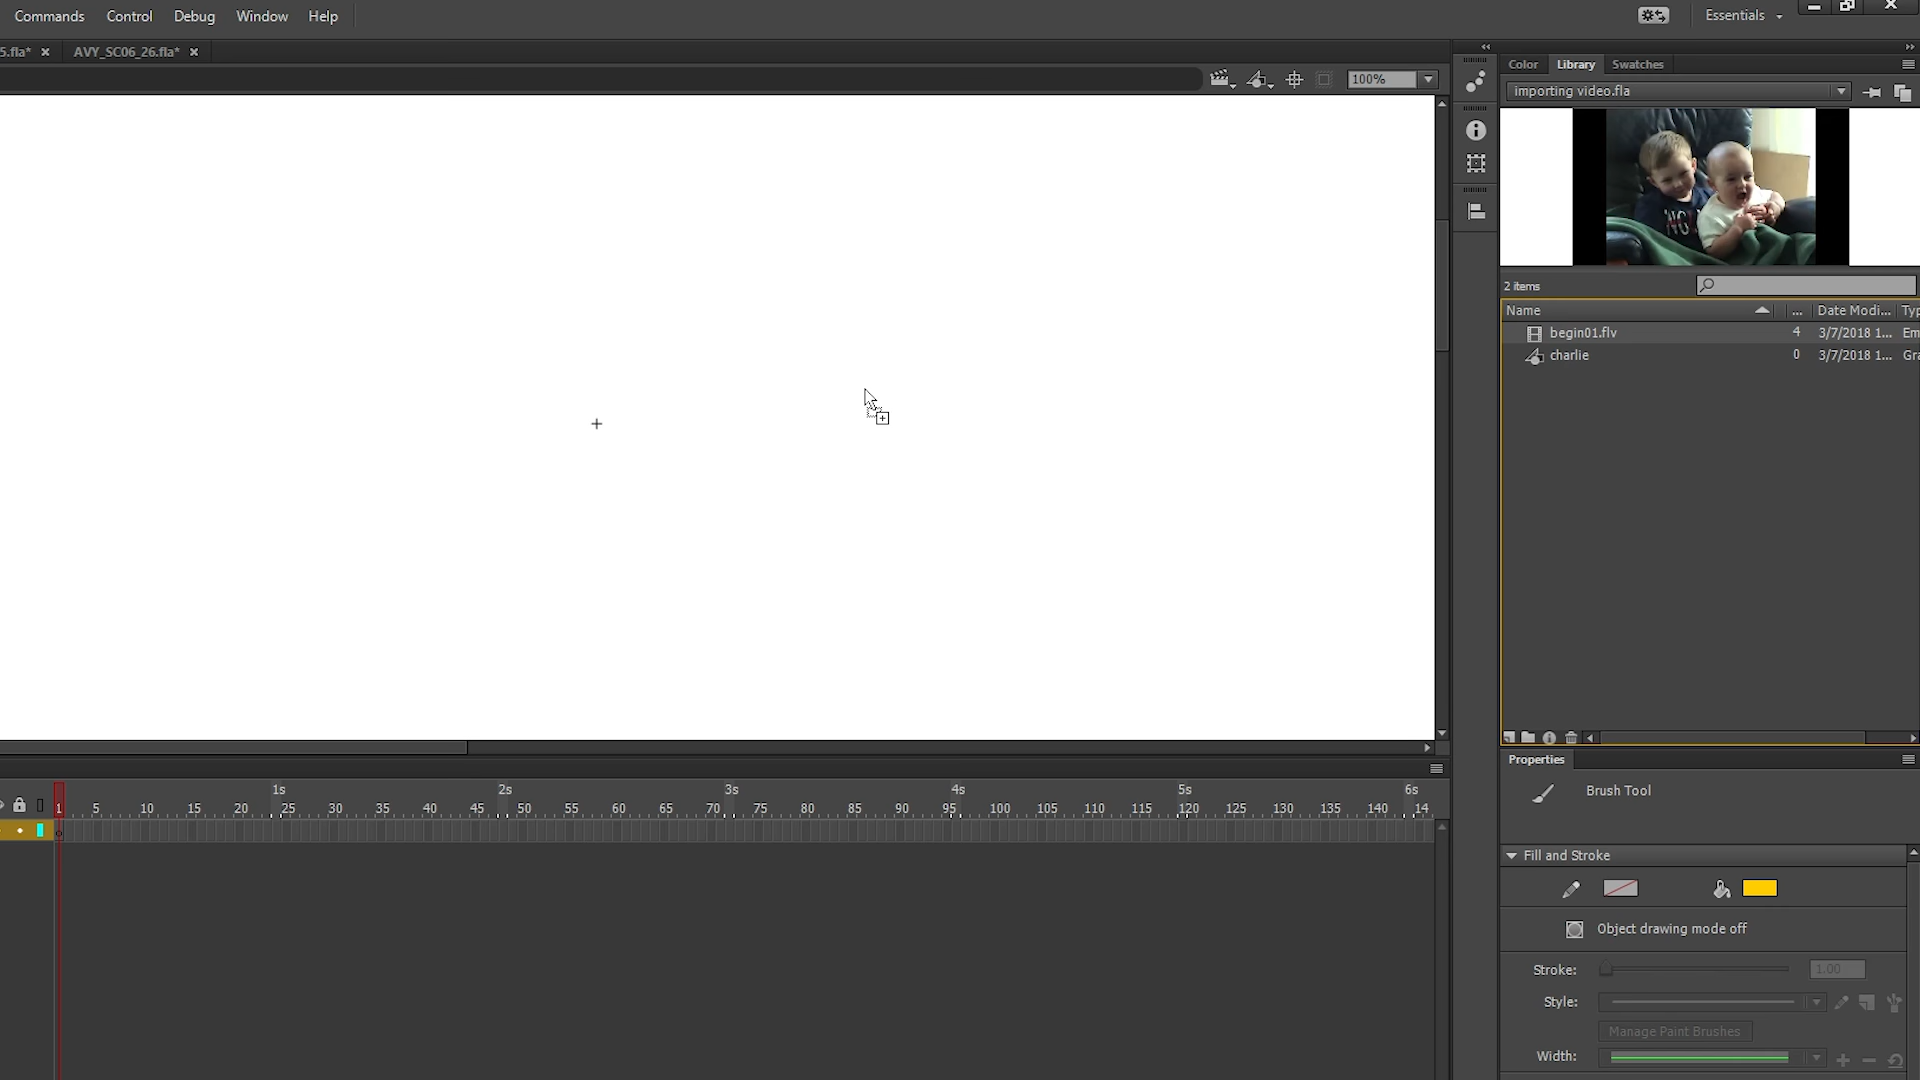 Commands Control Debug Window Help
Essentials
5.fla* × AVY_SC06_26.fla* ×
100%
Color Library Swatches
importing video.fla
2 items
Name ... Date Modi... Typ
begin01.flv 4 3/7/2018 1... Em
charlie 0 3/7/2018 1... Gra
Properties
Brush Tool
Fill and Stroke
Object drawing mode off
Stroke: 1.00
Style:
Manage Paint Brushes
Width:
1s 2s 3s 4s 5s 6s
1 5 10 15 20 25 30 35 40 45 50 55 60 65 70 75 80 85 90 95 100 105 110 115 120 125 130 135 140 14